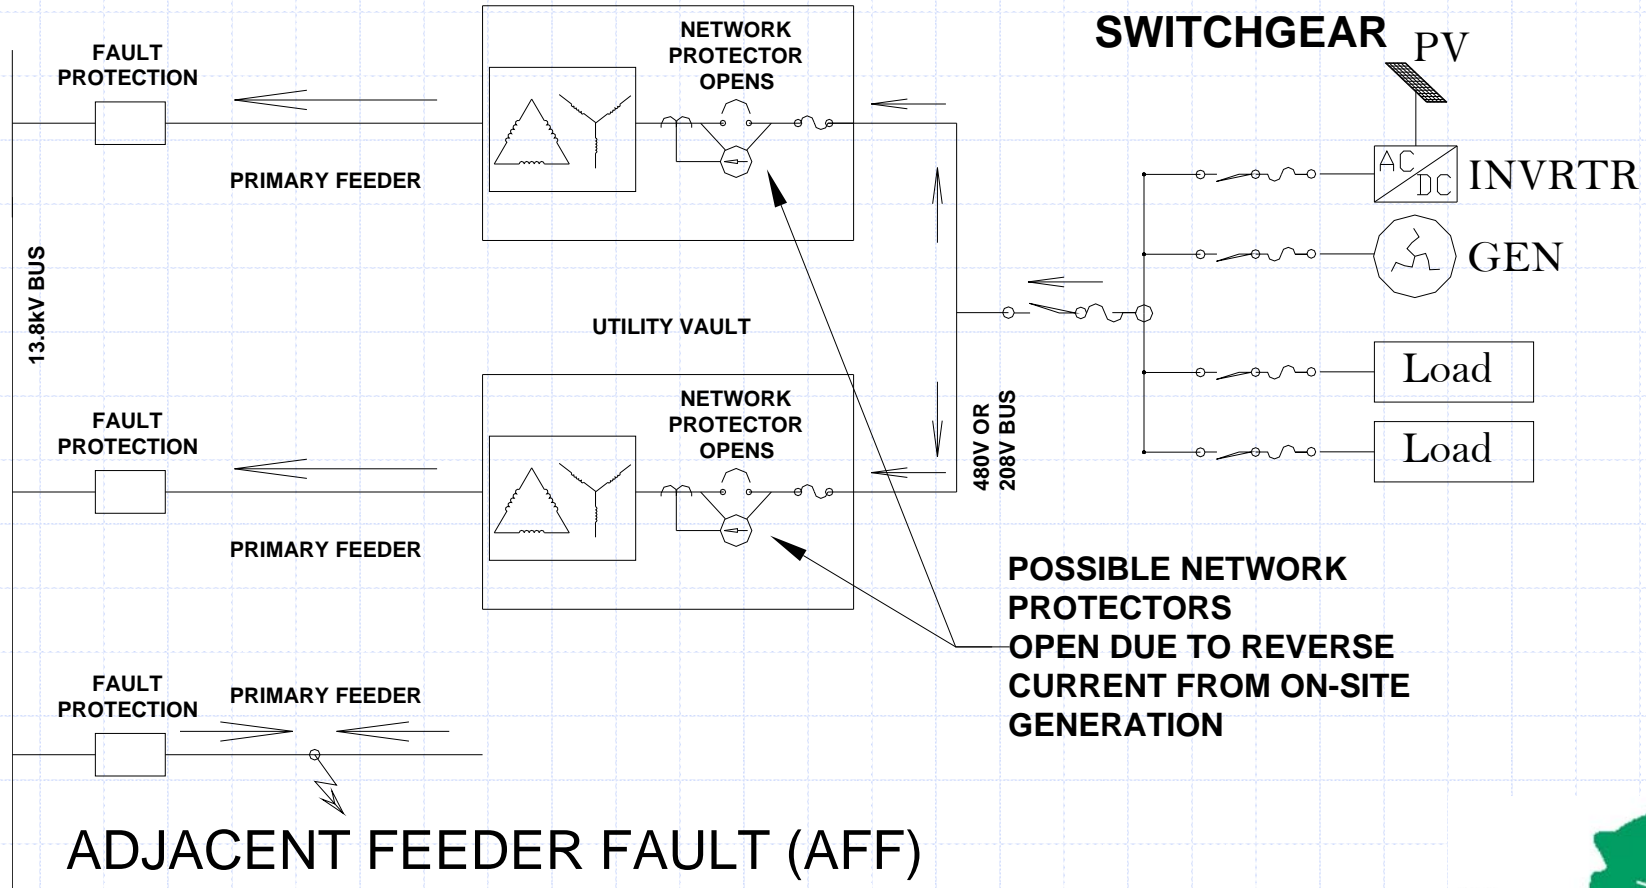 SWITCHGEAR
PV
FAULT
PROTECTION
NETWORK
PROTECTOR
OPENS
PRIMARY FEEDER
AC
DC
INVRTR
GEN
13.8kV BUS
UTILITY VAULT
Load
FAULT
PROTECTION
NETWORK
PROTECTOR
OPENS
480V OR
208V BUS
Load
PRIMARY FEEDER
POSSIBLE NETWORK
PROTECTORS
OPEN DUE TO REVERSE
CURRENT FROM ON-SITE
GENERATION
FAULT
PROTECTION
PRIMARY FEEDER
ADJACENT FEEDER FAULT (AFF)